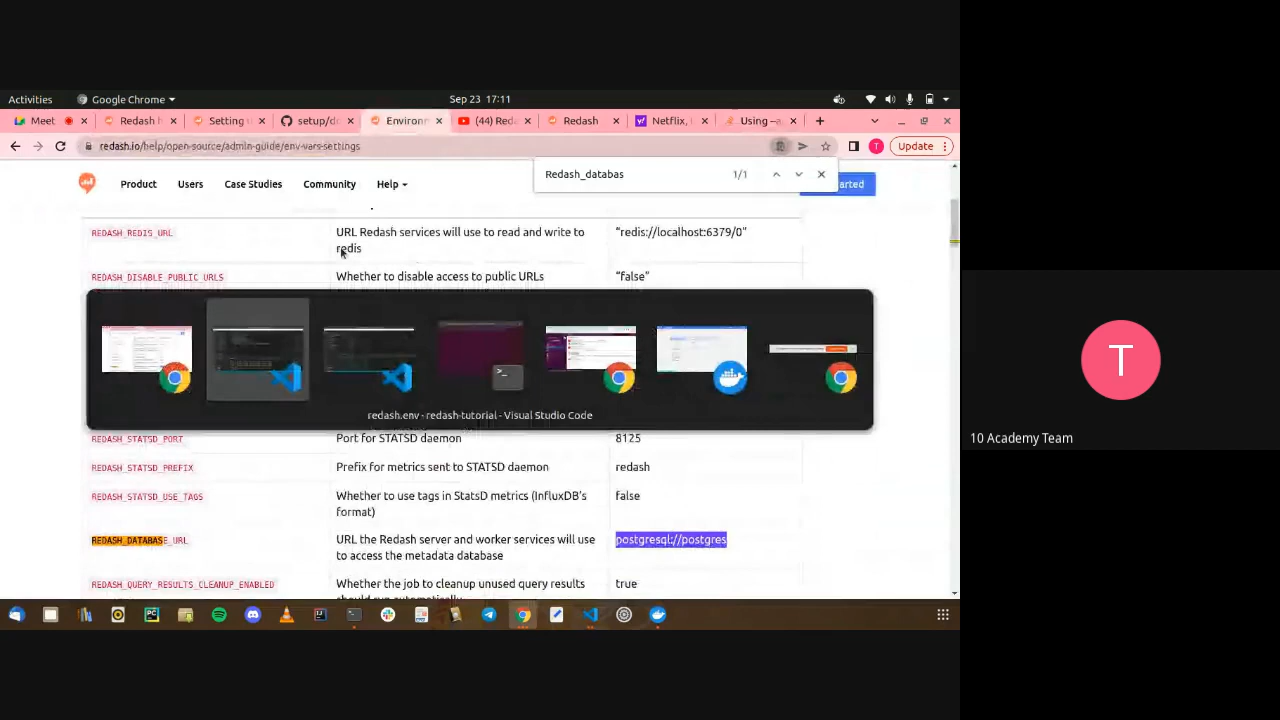 Activities
Google Chrome
Sep 23 17:11
Meet
Redash h
Setting u
setup/do
Environm
(44) Red
Redash
Netflix, I
Using –a
redash.io/help/open-source/admin-guide/env-vars-settings
Update
Redash_databas
1/1
Product
Users
Case Studies
Community
Help
arted
REDASH_REDIS_URL
URL Redash services will use to read and write to
redis
“redis://localhost:6379/0”
REDASH_DISABLE_PUBLIC_URLS
Whether to disable access to public URLs
“false”
redash.env - redash-tutorial - Visual Studio Code
REDASH_STATSD_PORT
Port for STATSD daemon
8125
REDASH_STATSD_PREFIX
Prefix for metrics sent to STATSD daemon
redash
REDASH_STATSD_USE_TAGS
Whether to use tags in StatsD metrics (InfluxDB’s
format)
false
REDASH_DATABASE_URL
URL the Redash server and worker services will use
to access the metadata database
postgresql://postgres
REDASH_QUERY_RESULTS_CLEANUP_ENABLED
Whether the job to cleanup unused query results
should run automatically
true
T
10 Academy Team